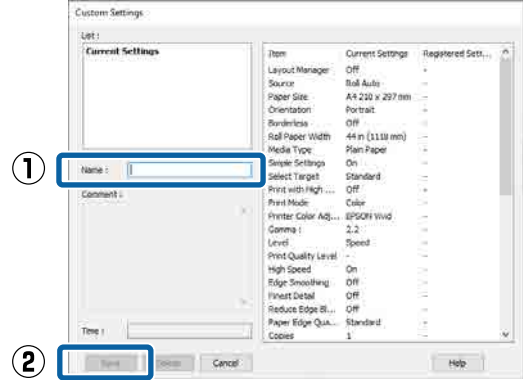 Custom Settings
List :
Current Settings
Item Current Settings Registered Sett...
Layout Manager Off -
Source Roll Auto -
Paper Size A4 210 x 297 mm -
Orientation Portrait -
Borderless Off -
Roll Paper Width 44 in (1118 mm) -
Media Type Plain Paper -
① Name :
Simple Settings On -
Select Target Standard -
Comment :
Print with High ... Off -
Print Mode Color -
Printer Color Adj... EPSON Vivid -
Gamma : 2.2 -
Level Speed -
Print Quality Level - -
High Speed On -
Edge Smoothing Off -
Finest Detail Off -
Reduce Edge Bl... Off -
Paper Edge Qua... Standard -
Time :
Copies 1 -
② Save Delete Cancel Help